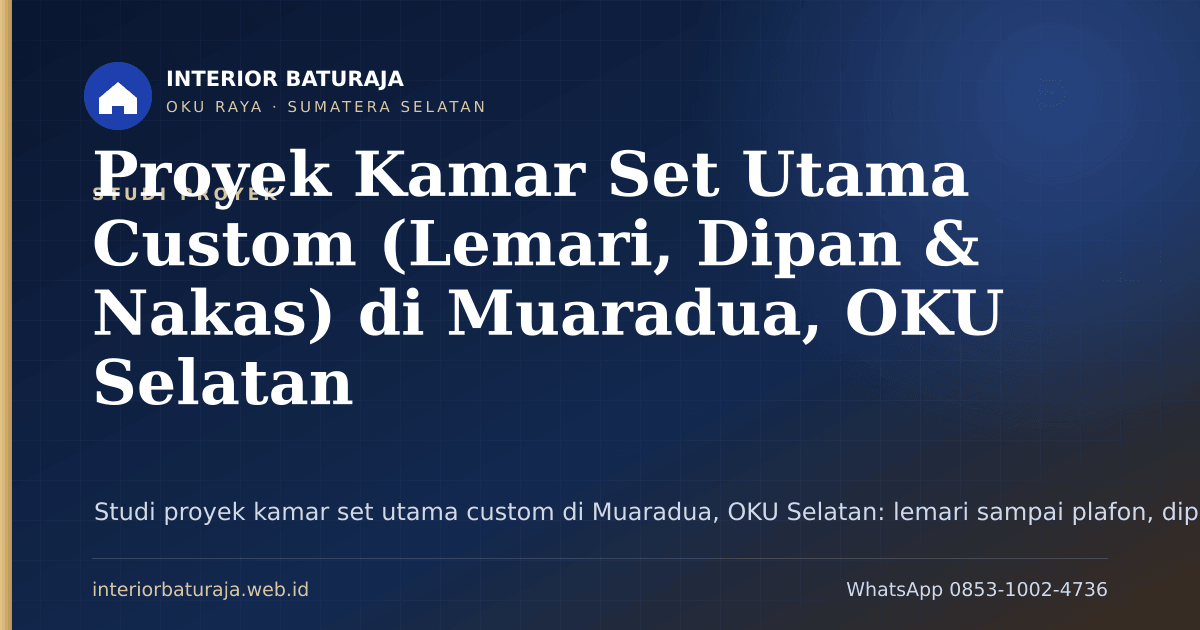 INTERIOR BATURAJA
OKU RAYA · SUMATERA SELATAN
STUDI PROYEK
Proyek Kamar Set Utama
Custom (Lemari, Dipan &
Nakas) di Muaradua, OKU
Selatan
Studi proyek kamar set utama custom di Muaradua, OKU Selatan: lemari sampai plafon, dip
interiorbaturaja.web.id
WhatsApp 0853-1002-4736